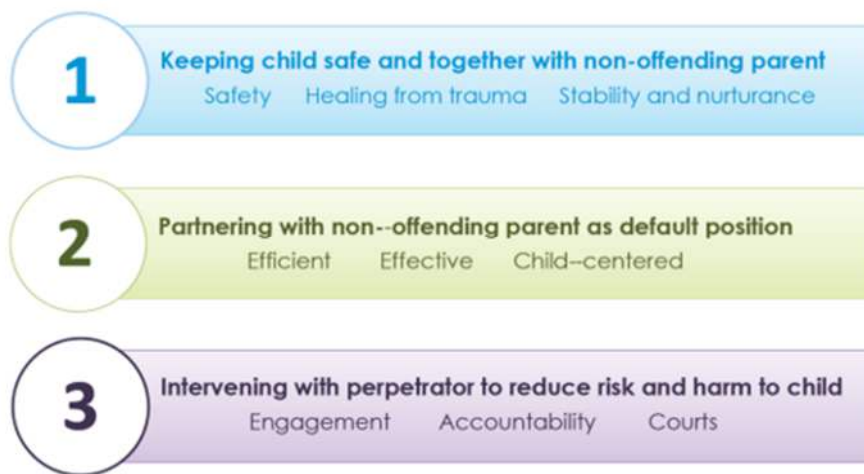 1
Keeping child safe and together with non-offending parent
Safety Healing from trauma Stability and nurturance
2
Partnering with non--offending parent as default position
Efficient Effective Child--centered
3
Intervening with perpetrator to reduce risk and harm to child
Engagement Accountability Courts